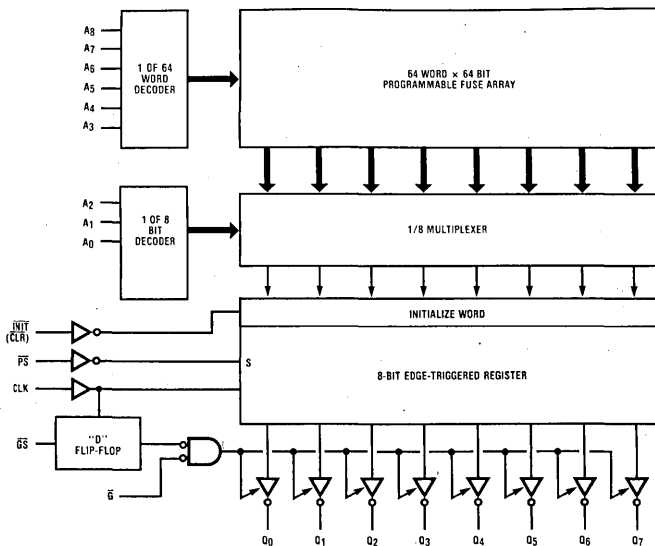 A8
A7
A6
A5
A4
A3
1 OF 64
WORD
DECODER
64 WORD × 64 BIT
PROGRAMMABLE FUSE ARRAY
A2
A1
A0
1 OF 8
BIT
DECODER
1/8 MULTIPLEXER
INIT
(CLR)
INITIALIZE WORD
PS
S
8-BIT EDGE-TRIGGERED REGISTER
CLK
GS
"D"
FLIP-FLOP
G
Q0 Q1 Q2 Q3 Q4 Q5 Q6 Q7